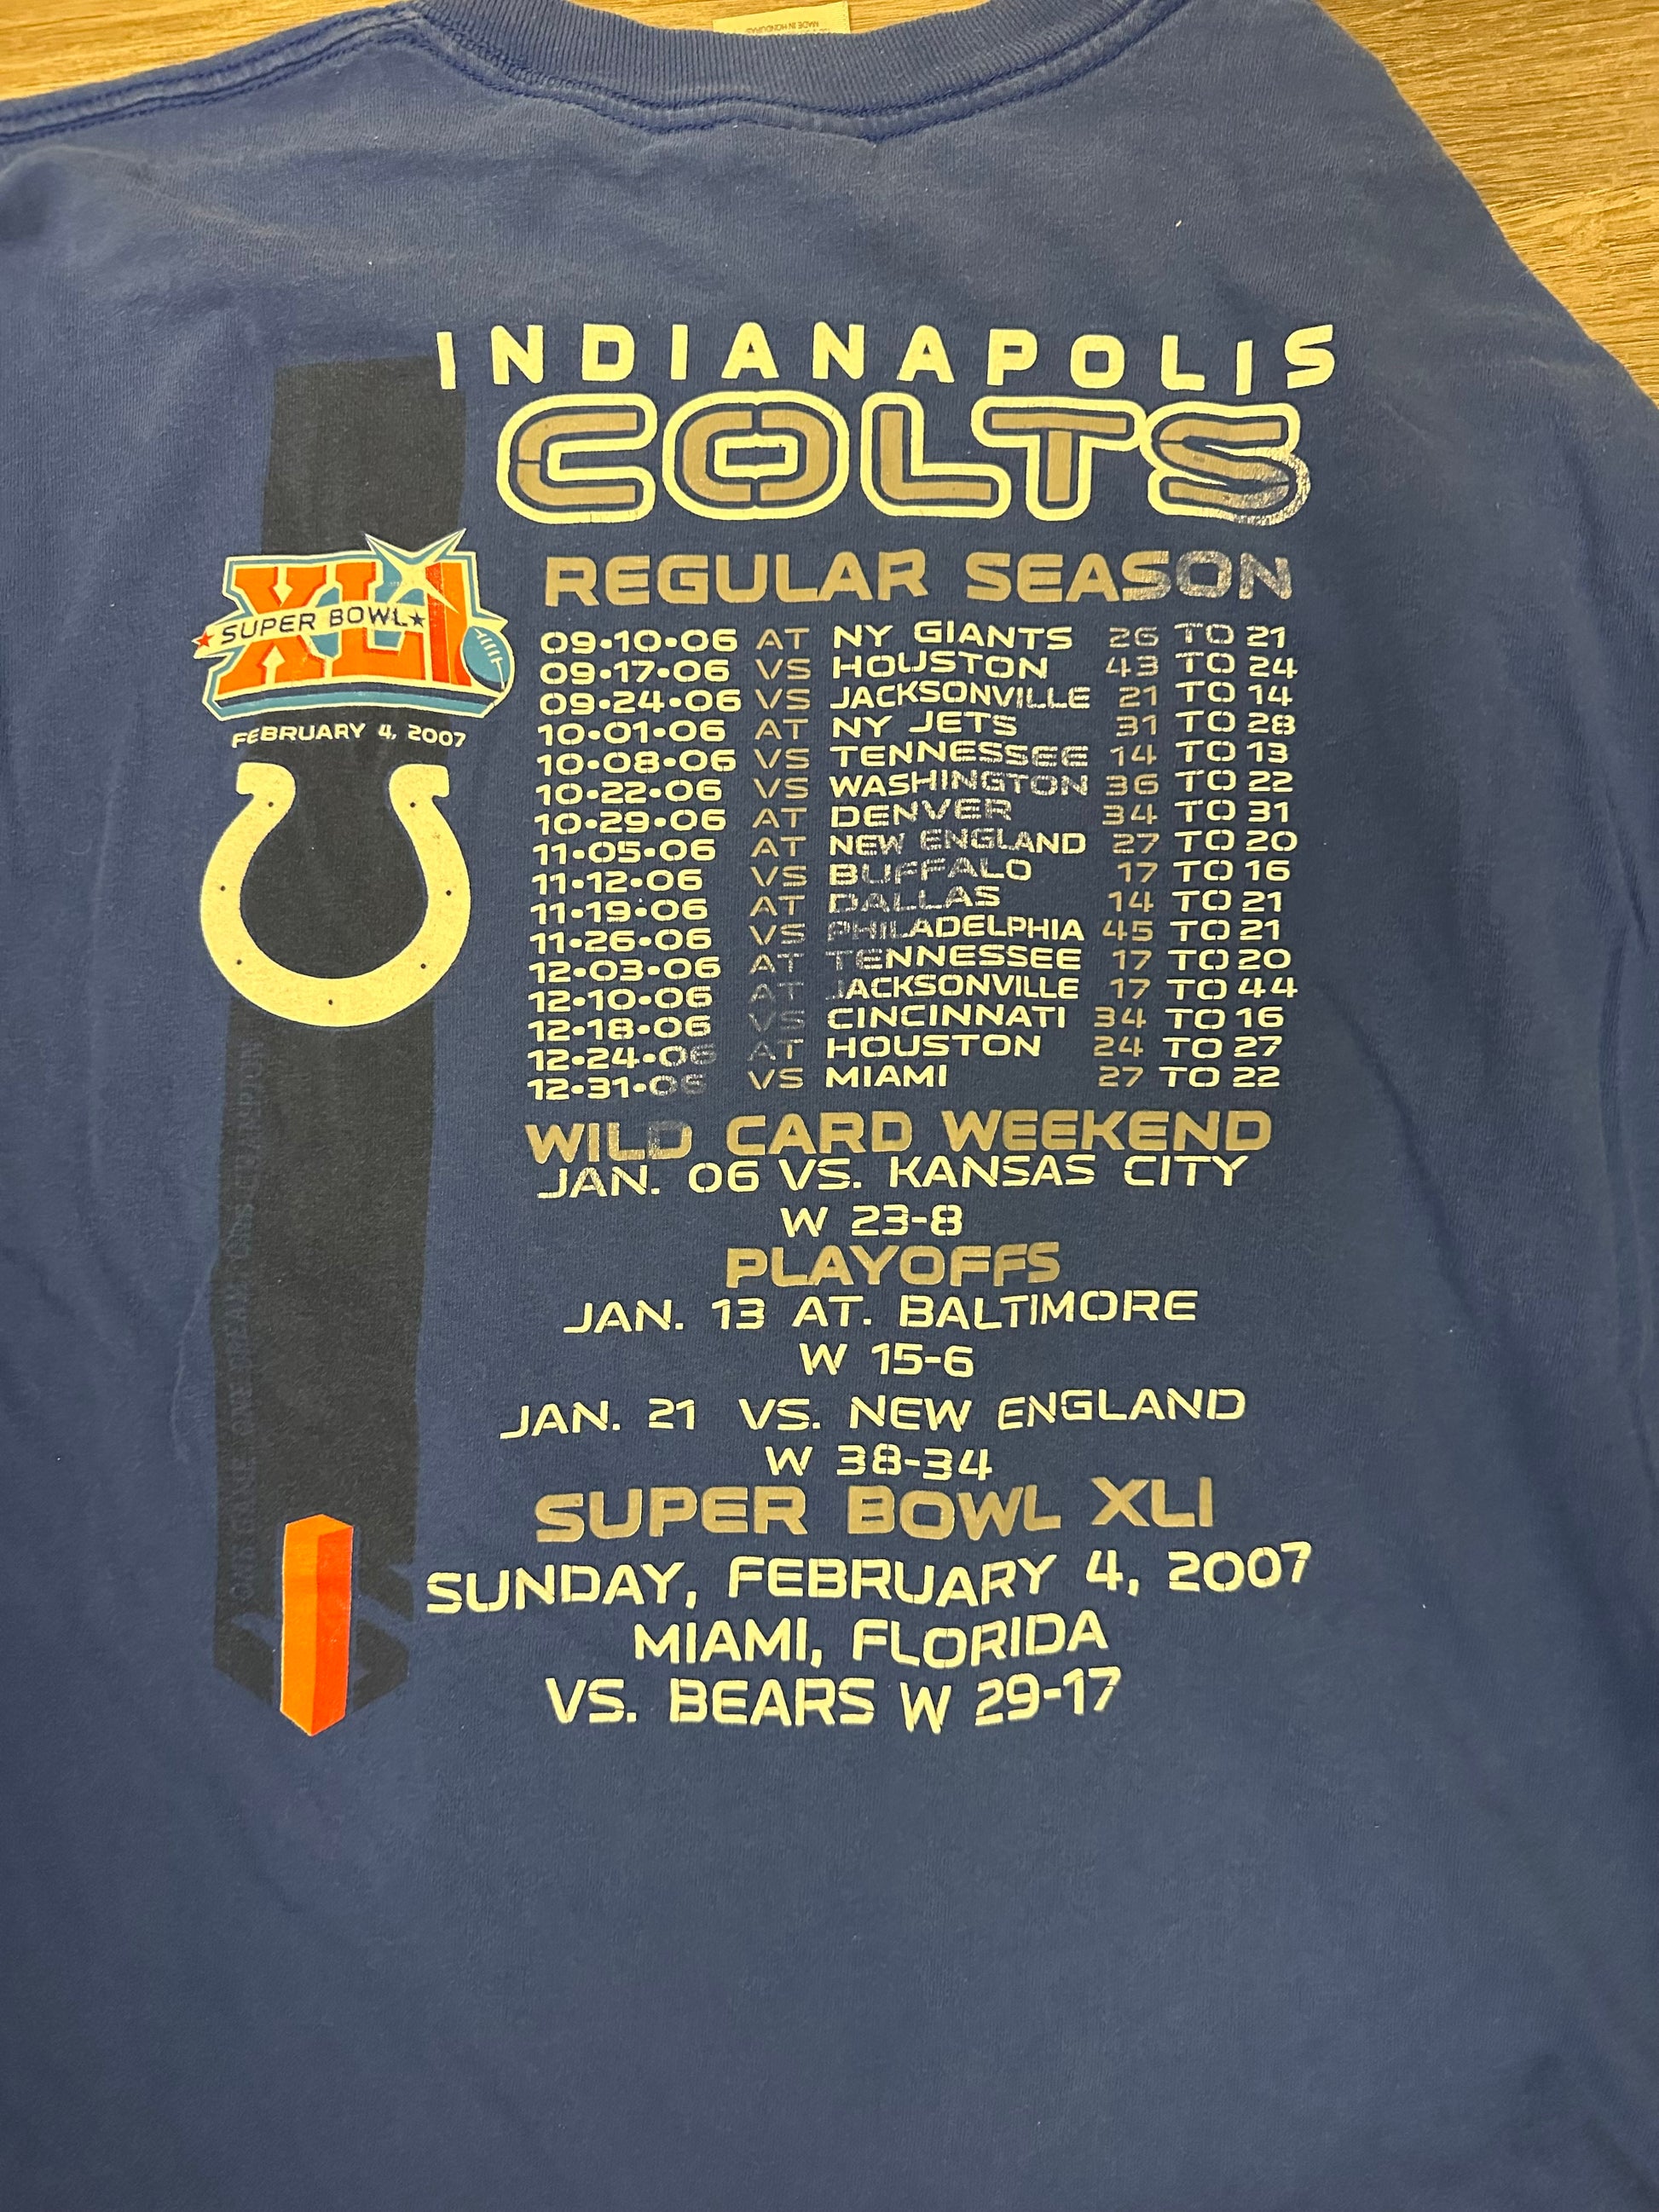 MADE IN HONDURAS
INDIANAPOLIS
COLTS
REGULAR SEASON
09•10•06 AT NY GIANTS 26 TO 21
09•17•06 VS HOUSTON 43 TO 24
09•24•06 VS JACKSONVILLE 21 TO 14
10•01•06 AT NY JETS 31 TO 28
10•08•06 VS TENNESSEE 14 TO 13
10•22•06 VS WASHINGTON 36 TO 22
10•29•06 AT DENVER 34 TO 31
11•05•06 AT NEW ENGLAND 27 TO 20
11•12•06 VS BUFFALO 17 TO 16
11•19•06 AT DALLAS 14 TO 21
11•26•06 VS PHILADELPHIA 45 TO 21
12•03•06 AT TENNESSEE 17 TO 20
12•10•06 AT JACKSONVILLE 17 TO 44
12•18•06 VS CINCINNATI 34 TO 16
12•24•06 AT HOUSTON 24 TO 27
12•31•06 VS MIAMI 27 TO 22
WILD CARD WEEKEND
JAN. 06 VS. KANSAS CITY
W 23-8
PLAYOFFS
JAN. 13 AT. BALTIMORE
W 15-6
JAN. 21 VS. NEW ENGLAND
W 38-34
SUPER BOWL XLI
SUNDAY, FEBRUARY 4, 2007
MIAMI, FLORIDA
VS. BEARS W 29-17
XLI
SUPER BOWL
FEBRUARY 4, 2007
ONE GAME ONE DREAM ONE CHAMPION